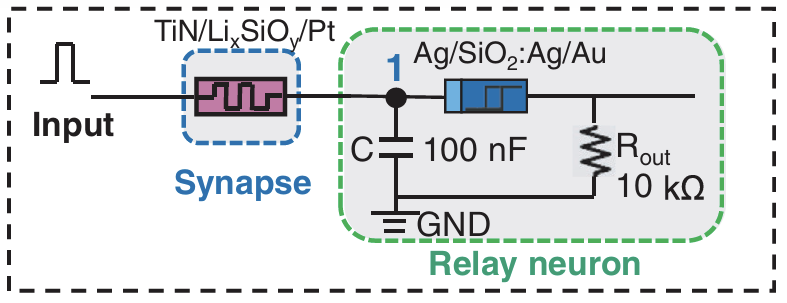 TiN/LixSiOy/Pt
Input
Synapse
1
Ag/SiO2:Ag/Au
C
100 nF
Rout
10 kΩ
GND
Relay neuron